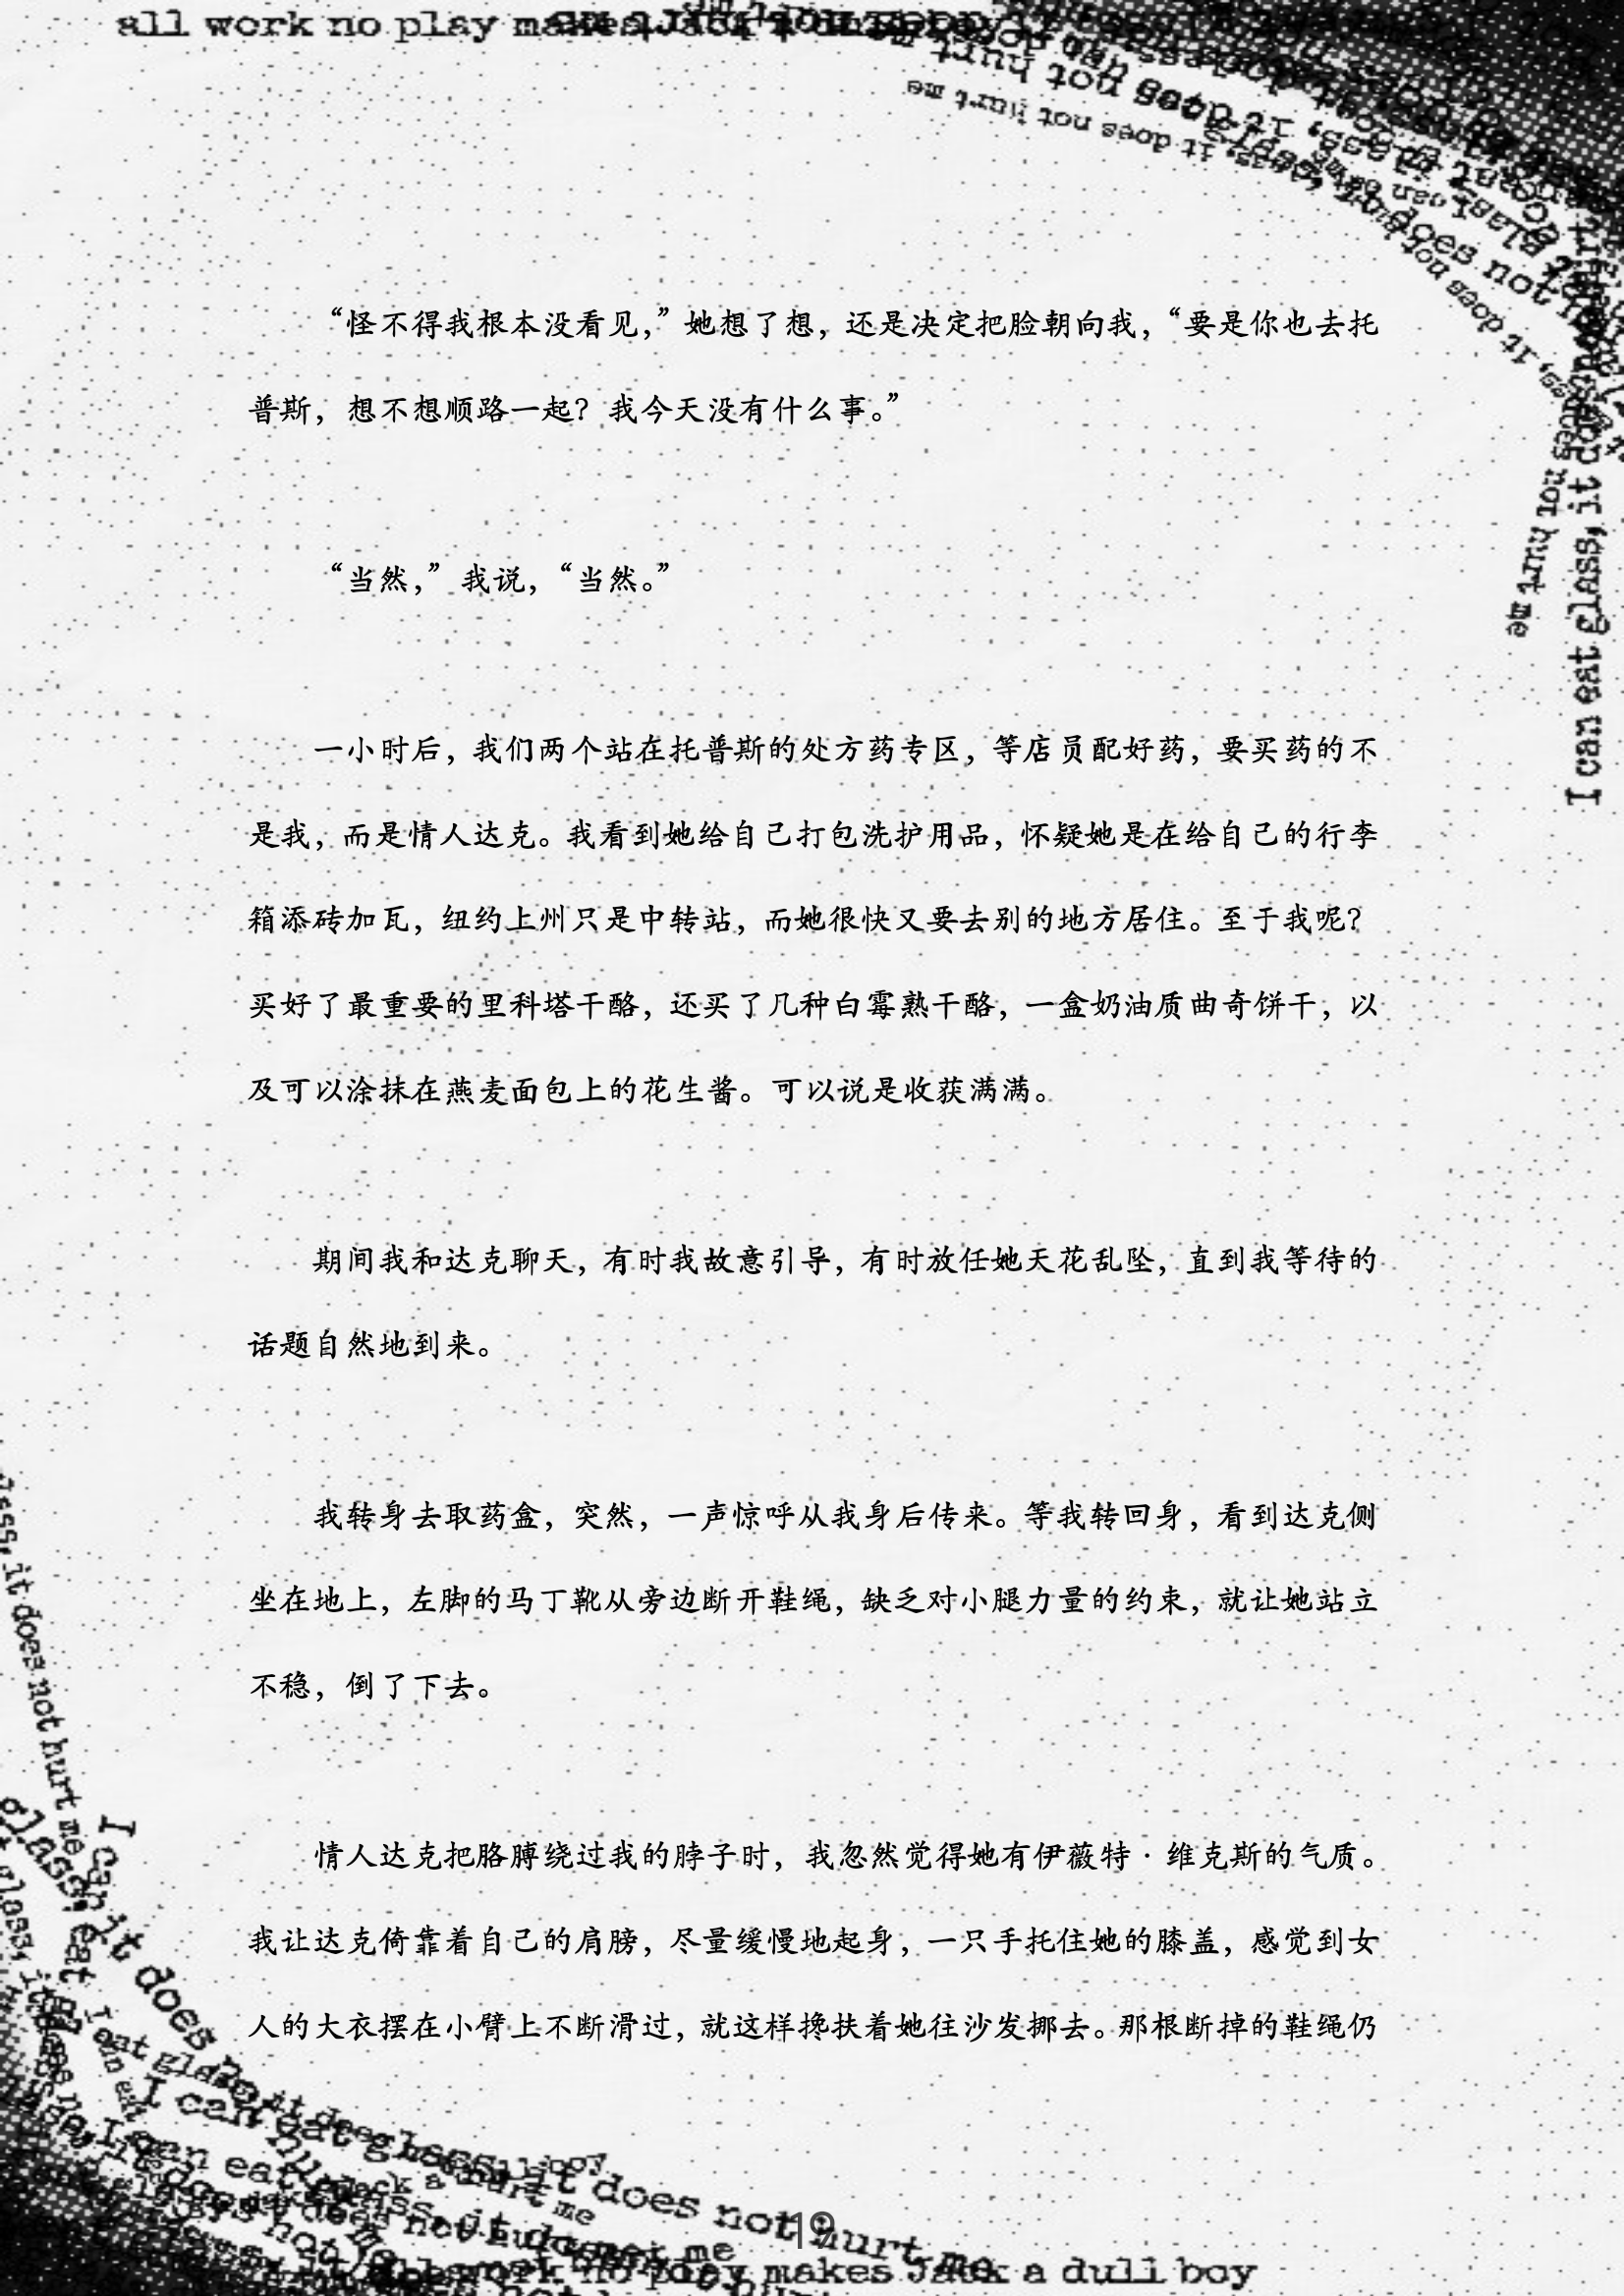 all work no play makes Jack a dull boy
it does not hurt me
I can eat glass, it does not hurt me
“怪不得我根本没看见，”她想了想，还是决定把脸朝向我，“要是你也去托
普斯，想不想顺路一起？我今天没有什么事。”
“当然，”我说，“当然。”
一小时后，我们两个站在托普斯的处方药专区，等店员配好药，要买药的不
是我，而是情人达克。我看到她给自己打包洗护用品，怀疑她是在给自己的行李
箱添砖加瓦，纽约上州只是中转站，而她很快又要去别的地方居住。至于我呢？
买好了最重要的里科塔干酪，还买了几种白霉熟干酪，一盒奶油质曲奇饼干，以
及可以涂抹在燕麦面包上的花生酱。可以说是收获满满。
期间我和达克聊天，有时我故意引导，有时放任她天花乱坠，直到我等待的
话题自然地到来。
我转身去取药盒，突然，一声惊呼从我身后传来。等我转回身，看到达克侧
坐在地上，左脚的马丁靴从旁边断开鞋绳，缺乏对小腿力量的约束，就让她站立
不稳，倒了下去。
情人达克把胳膊绕过我的脖子时，我忽然觉得她有伊薇特·维克斯的气质。
我让达克倚靠着自己的肩膀，尽量缓慢地起身，一只手托住她的膝盖，感觉到女
人的大衣摆在小臂上不断滑过，就这样搀扶着她往沙发挪去。那根断掉的鞋绳仍
it does not hurt me
I can eat glass, it does not hurt me
19
all work no play makes Jack a dull boy